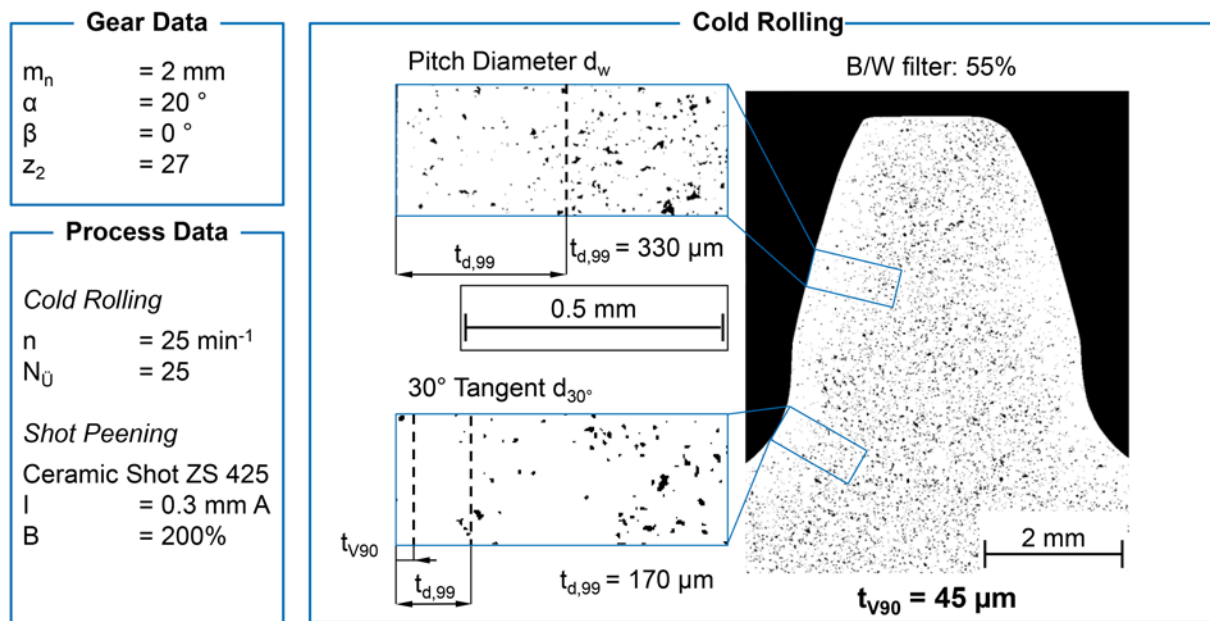 Gear Data
mₙ = 2 mm
α = 20 °
β = 0 °
z₂ = 27
Process Data
Cold Rolling
n = 25 min⁻¹
N_Ü = 25
Shot Peening
Ceramic Shot ZS 425
I = 0.3 mm A
B = 200%
Cold Rolling
Pitch Diameter d_w
B/W filter: 55%
t_d,99
t_d,99 = 330 µm
0.5 mm
30° Tangent d_30°
t_V90
t_d,99
t_d,99 = 170 µm
2 mm
t_V90 = 45 µm